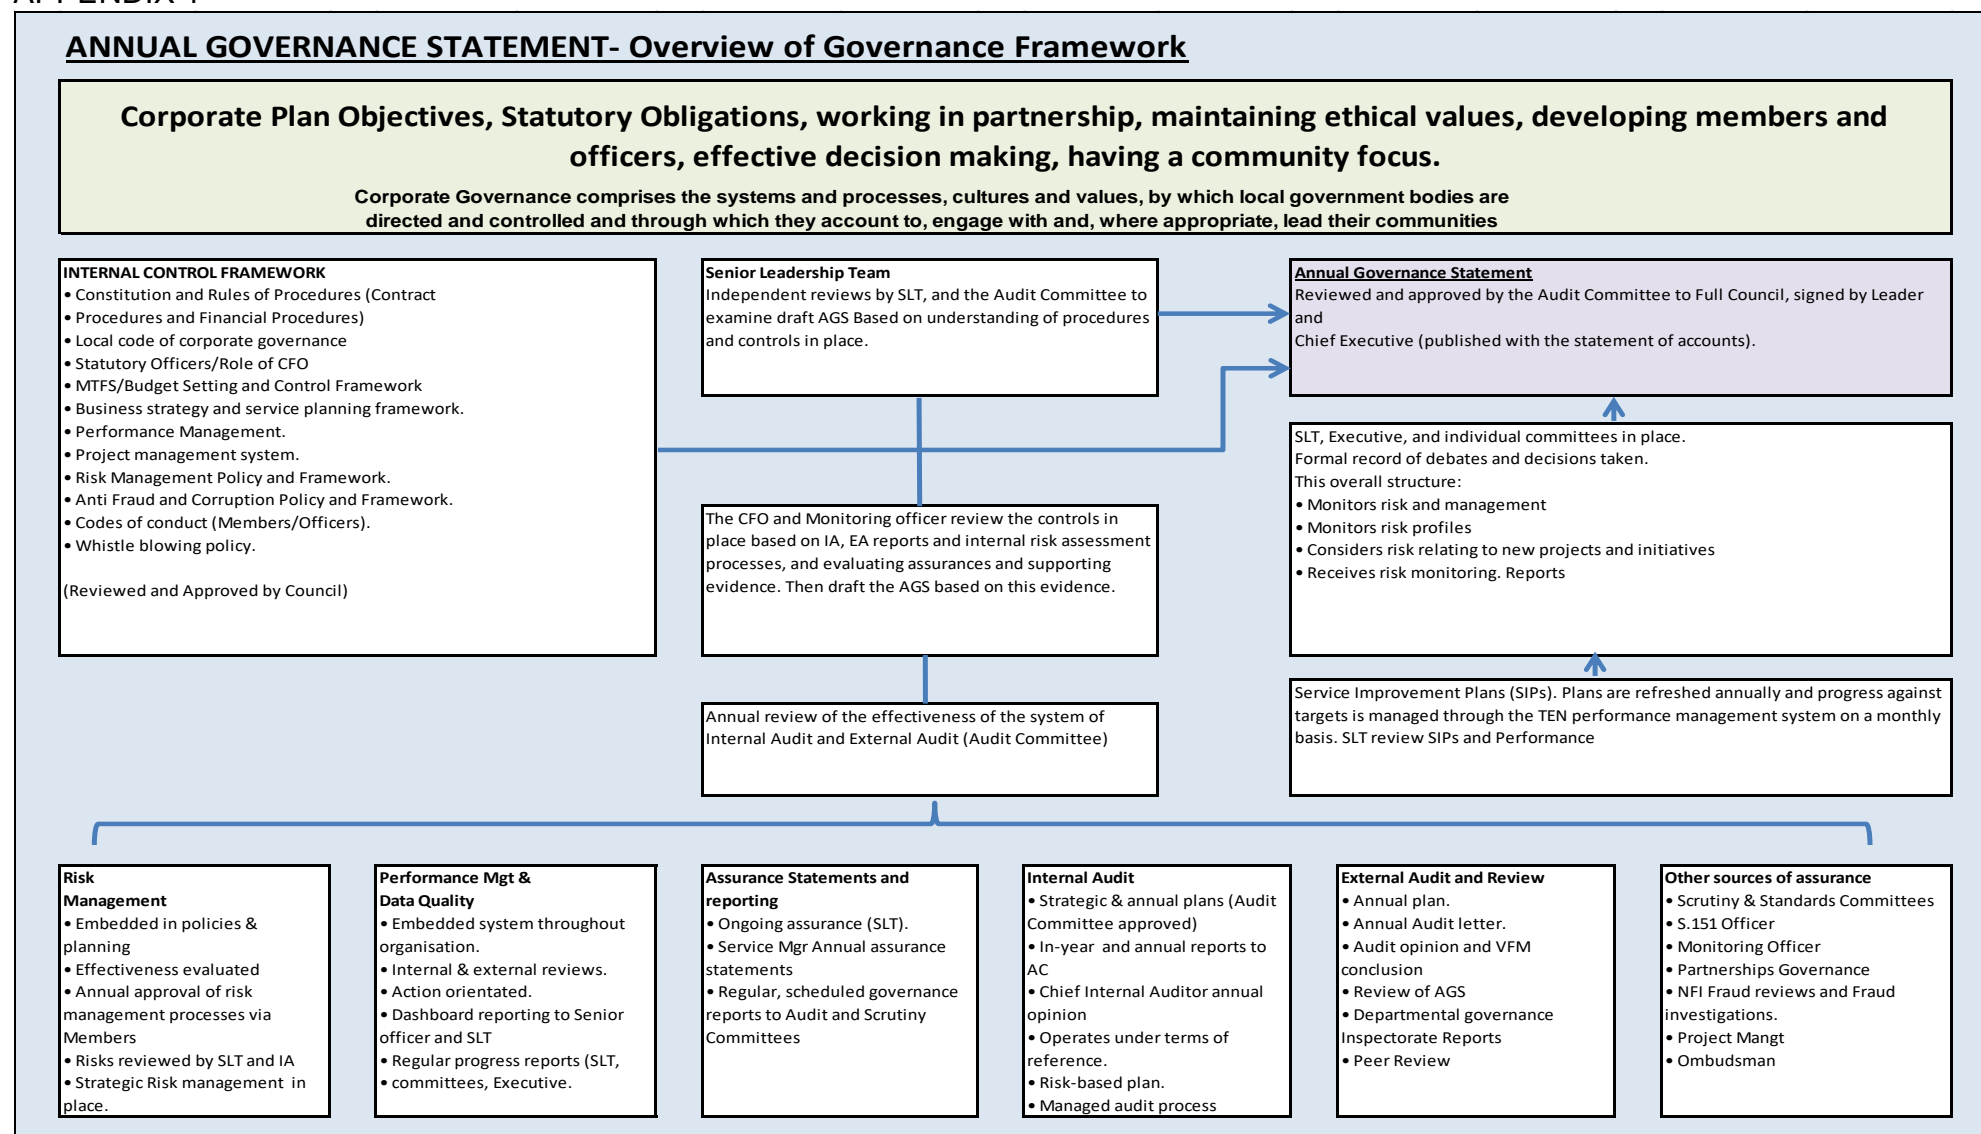 ANNUAL GOVERNANCE STATEMENT- Overview of Governance Framework
Corporate Plan Objectives, Statutory Obligations, working in partnership, maintaining ethical values, developing members and
officers, effective decision making, having a community focus.
Corporate Governance comprises the systems and processes, cultures and values, by which local government bodies are
directed and controlled and through which they account to, engage with and, where appropriate, lead their communities
INTERNAL CONTROL FRAMEWORK
• Constitution and Rules of Procedures (Contract
• Procedures and Financial Procedures)
• Local code of corporate governance
• Statutory Officers/Role of CFO
• MTFS/Budget Setting and Control Framework
• Business strategy and service planning framework.
• Performance Management.
• Project management system.
• Risk Management Policy and Framework.
• Anti Fraud and Corruption Policy and Framework.
• Codes of conduct (Members/Officers).
• Whistle blowing policy.
(Reviewed and Approved by Council)
Senior Leadership Team
Independent reviews by SLT, and the Audit Committee to
examine draft AGS Based on understanding of procedures
and controls in place.
Annual Governance Statement
Reviewed and approved by the Audit Committee to Full Council, signed by Leader
and
Chief Executive (published with the statement of accounts).
The CFO and Monitoring officer review the controls in
place based on IA, EA reports and internal risk assessment
processes, and evaluating assurances and supporting
evidence. Then draft the AGS based on this evidence.
SLT, Executive, and individual committees in place.
Formal record of debates and decisions taken.
This overall structure:
• Monitors risk and management
• Monitors risk profiles
• Considers risk relating to new projects and initiatives
• Receives risk monitoring. Reports
Annual review of the effectiveness of the system of
Internal Audit and External Audit (Audit Committee)
Service Improvement Plans (SIPs). Plans are refreshed annually and progress against
targets is managed through the TEN performance management system on a monthly
basis. SLT review SIPs and Performance
Risk
Management
• Embedded in policies &
planning
• Effectiveness evaluated
• Annual approval of risk
management processes via
Members
• Risks reviewed by SLT and IA
• Strategic Risk management in
place.
Performance Mgt &
Data Quality
• Embedded system throughout
organisation.
• Internal & external reviews.
• Action orientated.
• Dashboard reporting to Senior
officer and SLT
• Regular progress reports (SLT,
• committees, Executive.
Assurance Statements and
reporting
• Ongoing assurance (SLT).
• Service Mgr Annual assurance
statements
• Regular, scheduled governance
reports to Audit and Scrutiny
Committees
Internal Audit
• Strategic & annual plans (Audit
Committee approved)
• In-year and annual reports to
AC
• Chief Internal Auditor annual
opinion
• Operates under terms of
reference.
• Risk-based plan.
• Managed audit process
External Audit and Review
• Annual plan.
• Annual Audit letter.
• Audit opinion and VFM
conclusion
• Review of AGS
• Departmental governance
Inspectorate Reports
• Peer Review
Other sources of assurance
• Scrutiny & Standards Committees
• S.151 Officer
• Monitoring Officer
• Partnerships Governance
• NFI Fraud reviews and Fraud
investigations.
• Project Mangt
• Ombudsman